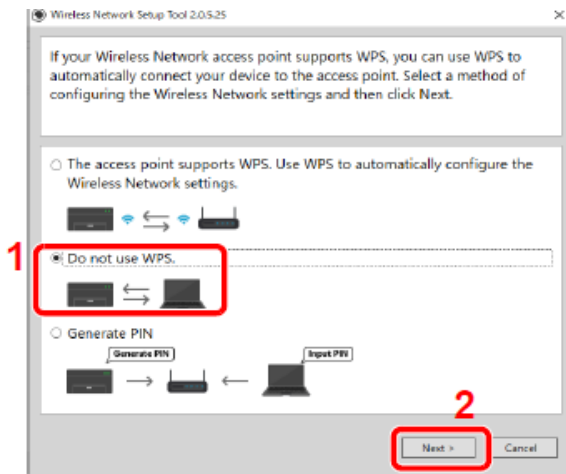 Wireless Network Setup Tool 2.0.5.25
If your Wireless Network access point supports WPS, you can use WPS to
automatically connect your device to the access point. Select a method of
configuring the Wireless Network settings and then click Next.
The access point supports WPS. Use WPS to automatically configure the
Wireless Network settings.
1
Do not use WPS.
Generate PIN
Generate PIN
Input PIN
2
Next >
Cancel